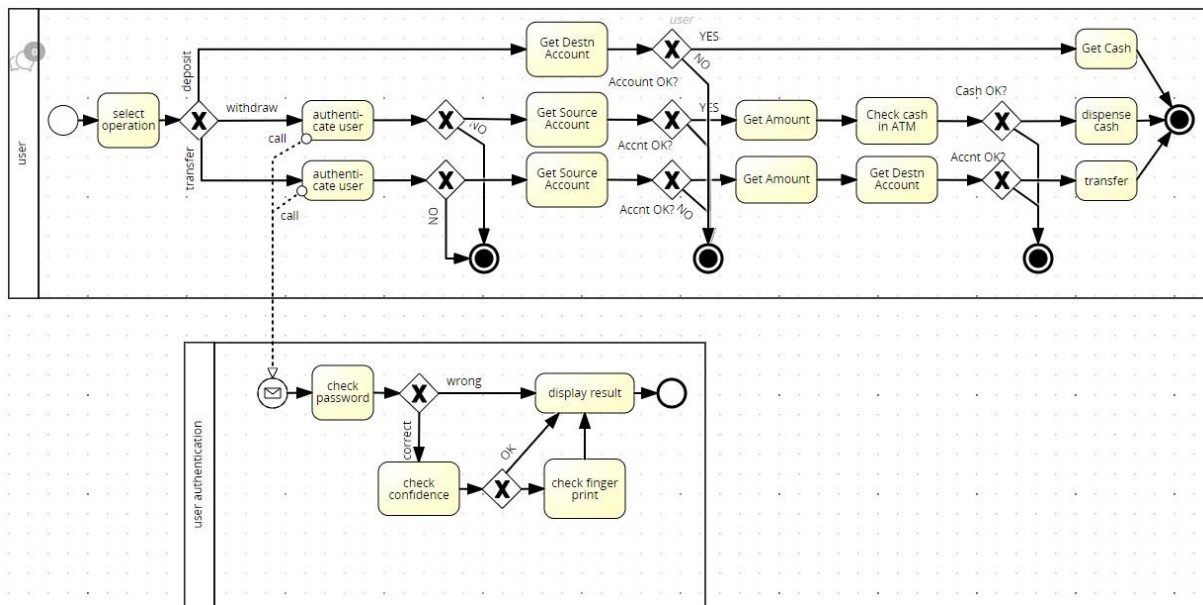 user
0
user
select
operation
deposit
withdraw
transfer
call
call
authenti-
cate user
authenti-
cate user
NO
NO
Get Destn
Account
YES
NO
Account OK?
Get Source
Account
YES
Accnt OK?
Get Source
Account
Accnt OK?
NO
Get Amount
Get Amount
Check cash
in ATM
Get Destn
Account
Cash OK?
Accnt OK?
Get Cash
dispense
cash
transfer
user authentication
check
password
wrong
correct
display result
check
confidence
OK
check finger
print